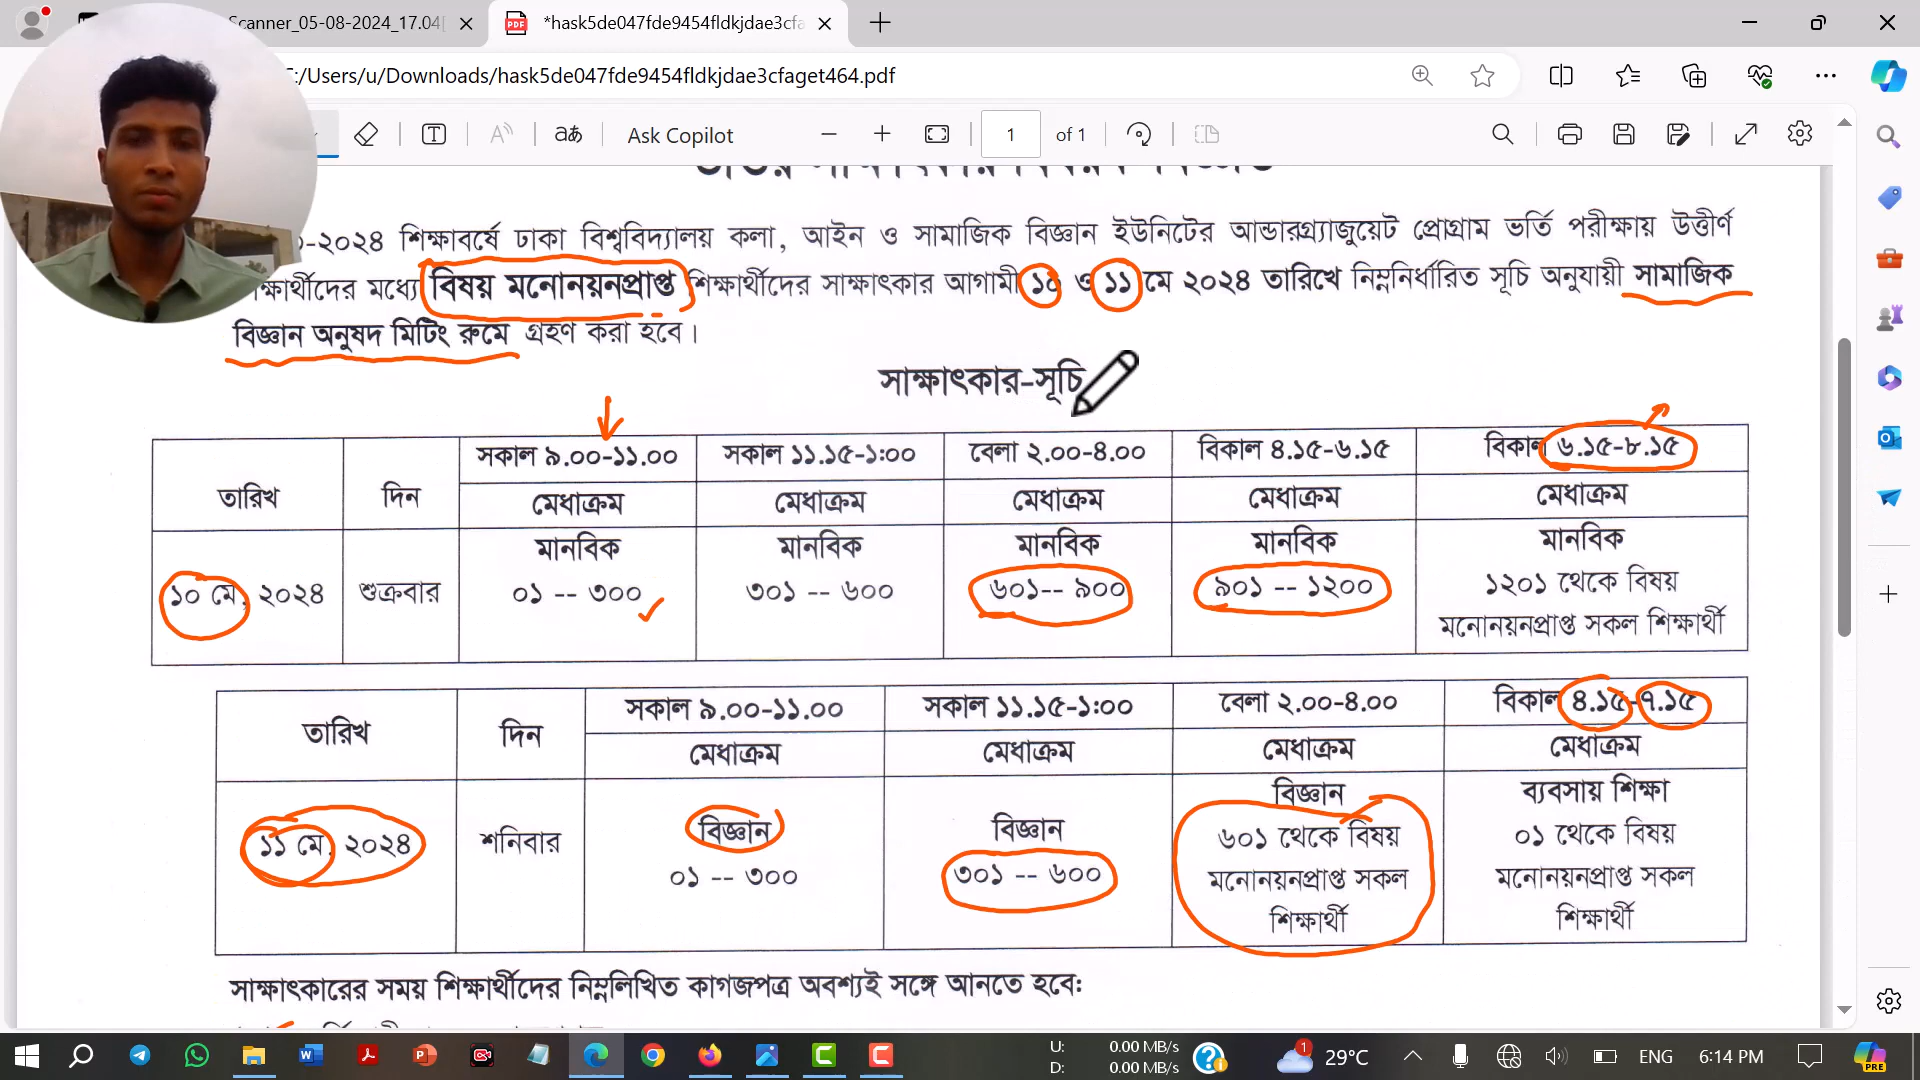 Scanner_05-08-2024_17.04
*hask5de047fde9454fldkjdae3cfa
:/Users/u/Downloads/hask5de047fde9454fldkjdae3cfaget464.pdf
Ask Copilot
1 of 1
-২০২৪ শিক্ষাবর্ষে ঢাকা বিশ্ববিদ্যালয় কলা, আইন ও সামাজিক বিজ্ঞান ইউনিটের আন্ডারগ্র্যাজুয়েট প্রোগ্রাম ভর্তি পরীক্ষায় উত্তীর্ণ
ক্ষার্থীদের মধ্যে বিষয় মনোনয়নপ্রাপ্ত শিক্ষার্থীদের সাক্ষাৎকার আগামী ১০ ও ১১ মে ২০২৪ তারিখে নিম্ননির্ধারিত সূচি অনুযায়ী সামাজিক
বিজ্ঞান অনুষদ মিটিং রুমে গ্রহণ করা হবে।
সাক্ষাৎকার-সূচি
তারিখ দিন সকাল ৯.০০-১১.০০ সকাল ১১.১৫-১:০০ বেলা ২.০০-৪.০০ বিকাল ৪.১৫-৬.১৫ বিকাল ৬.১৫-৮.১৫
মেধাক্রম মেধাক্রম মেধাক্রম মেধাক্রম মেধাক্রম
মানবিক মানবিক মানবিক মানবিক মানবিক
১০ মে, ২০২৪ শুক্রবার ০১ -- ৩০০ ৩০১ -- ৬০০ ৬০১-- ৯০০ ৯০১ -- ১২০০ ১২০১ থেকে বিষয়
মনোনয়নপ্রাপ্ত সকল শিক্ষার্থী
তারিখ দিন সকাল ৯.০০-১১.০০ সকাল ১১.১৫-১:০০ বেলা ২.০০-৪.০০ বিকাল ৪.১৫-৭.১৫
মেধাক্রম মেধাক্রম মেধাক্রম মেধাক্রম
বিজ্ঞান বিজ্ঞান বিজ্ঞান ব্যবসায় শিক্ষা
১১ মে, ২০২৪ শনিবার ০১ -- ৩০০ ৩০১ -- ৬০০ ৬০১ থেকে বিষয় ০১ থেকে বিষয়
মনোনয়নপ্রাপ্ত সকল মনোনয়নপ্রাপ্ত সকল
শিক্ষার্থী শিক্ষার্থী
সাক্ষাৎকারের সময় শিক্ষার্থীদের নিম্নলিখিত কাগজপত্র অবশ্যই সঙ্গে আনতে হবে:
U: 0.00 MB/s
D: 0.00 MB/s
1
29°C
ENG
6:14 PM
PRE